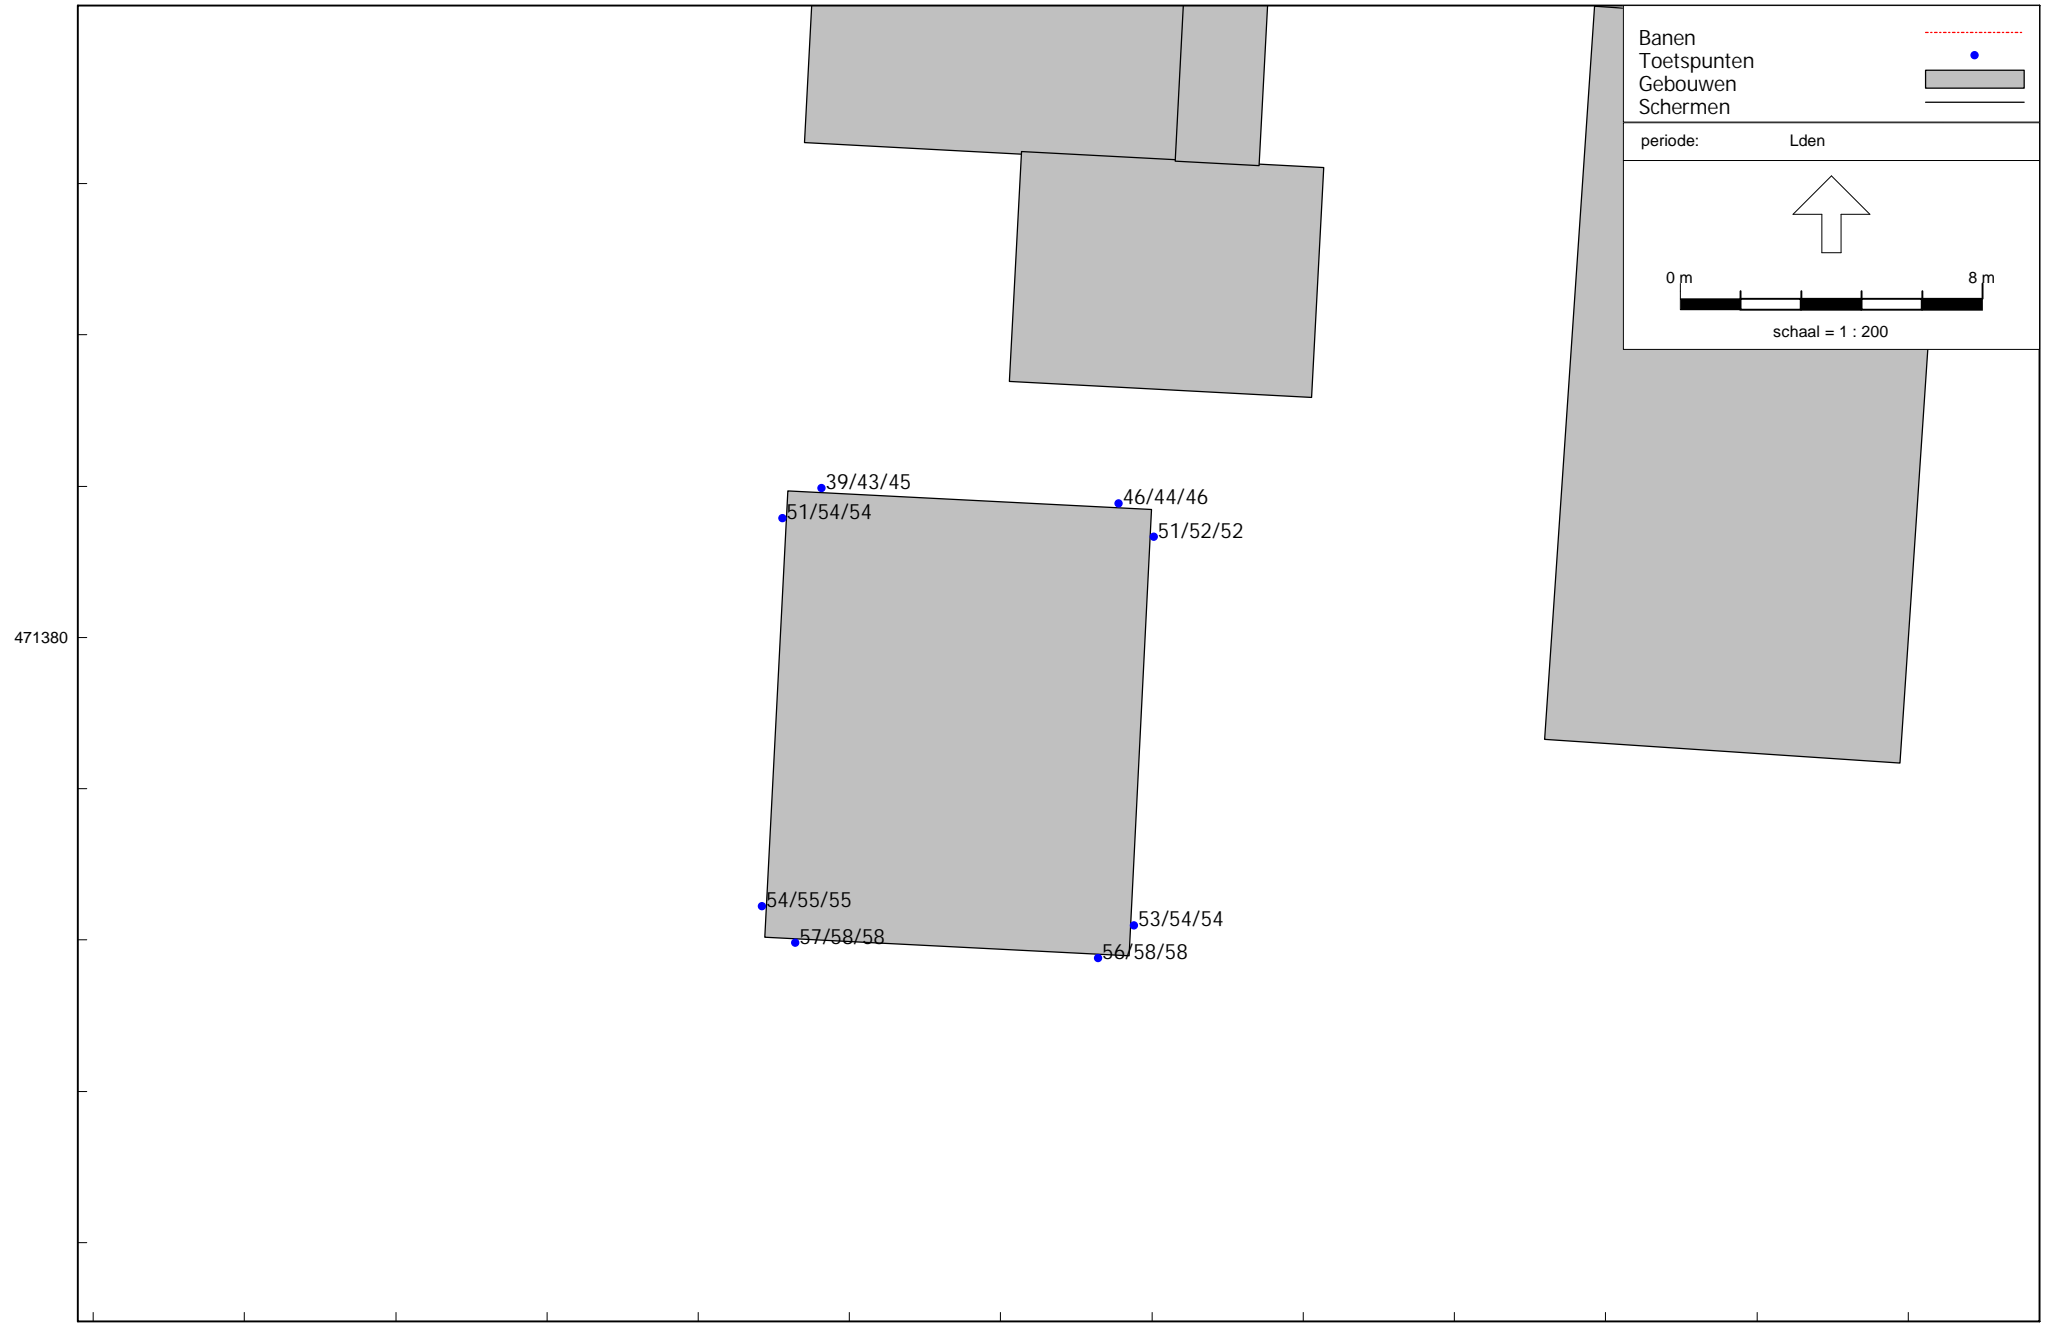 Banen
Toetspunten
Gebouwen
Schermen
periode: Lden
0 m 8 m
schaal = 1 : 200
39/43/45
46/44/46
51/54/54
51/52/52
471380
54/55/55
53/54/54
57/58/58
56/58/58